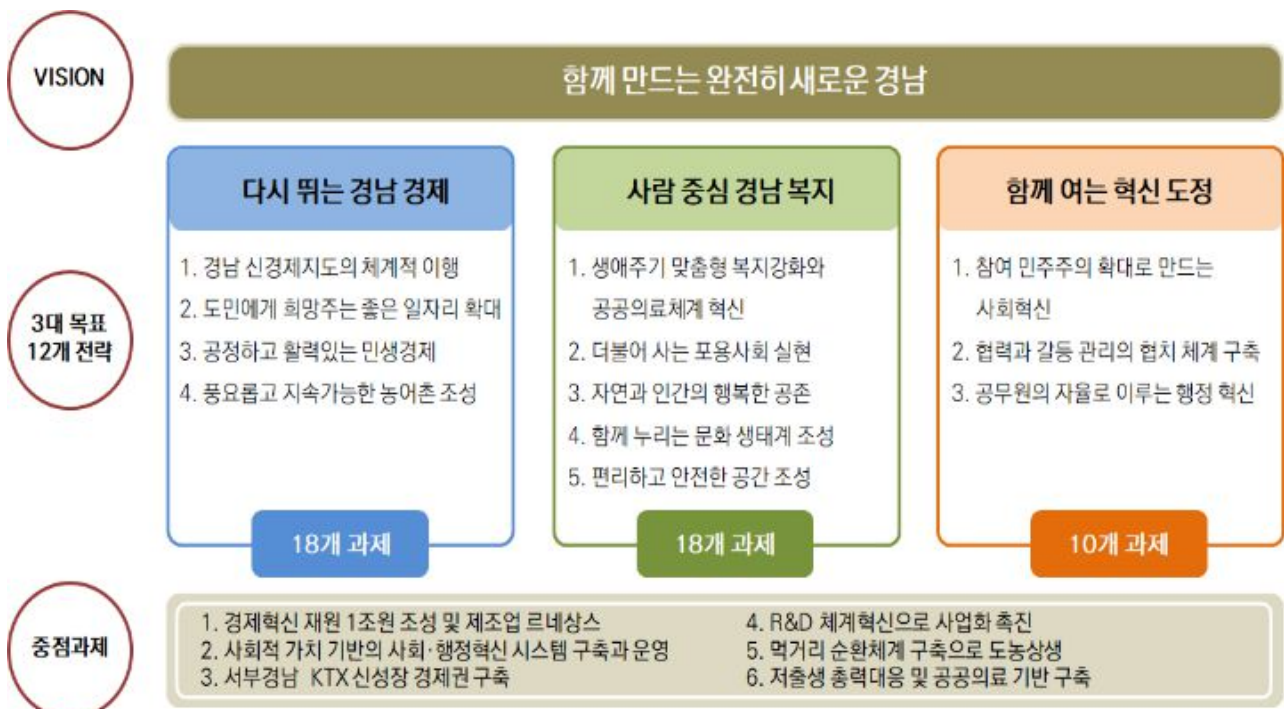 VISION
함께 만드는 완전히 새로운 경남
3대 목표
12개 전략
다시 뛰는 경남 경제
1. 경남 신경제지도의 체계적 이행
2. 도민에게 희망주는 좋은 일자리 확대
3. 공정하고 활력있는 민생경제
4. 풍요롭고 지속가능한 농어촌 조성
18개 과제
사람 중심 경남 복지
1. 생애주기 맞춤형 복지강화와
공공의료체계 혁신
2. 더불어 사는 포용사회 실현
3. 자연과 인간의 행복한 공존
4. 함께 누리는 문화 생태계 조성
5. 편리하고 안전한 공간 조성
18개 과제
함께 여는 혁신 도정
1. 참여 민주주의 확대로 만드는
사회혁신
2. 협력과 갈등 관리의 협치 체계 구축
3. 공무원의 자율로 이루는 행정 혁신
10개 과제
중점과제
1. 경제혁신 재원 1조원 조성 및 제조업 르네상스
2. 사회적 가치 기반의 사회·행정혁신 시스템 구축과 운영
3. 서부경남 KTX 신성장 경제권 구축
4. R&D 체계혁신으로 사업화 촉진
5. 먹거리 순환체계 구축으로 도농상생
6. 저출생 총력대응 및 공공의료 기반 구축